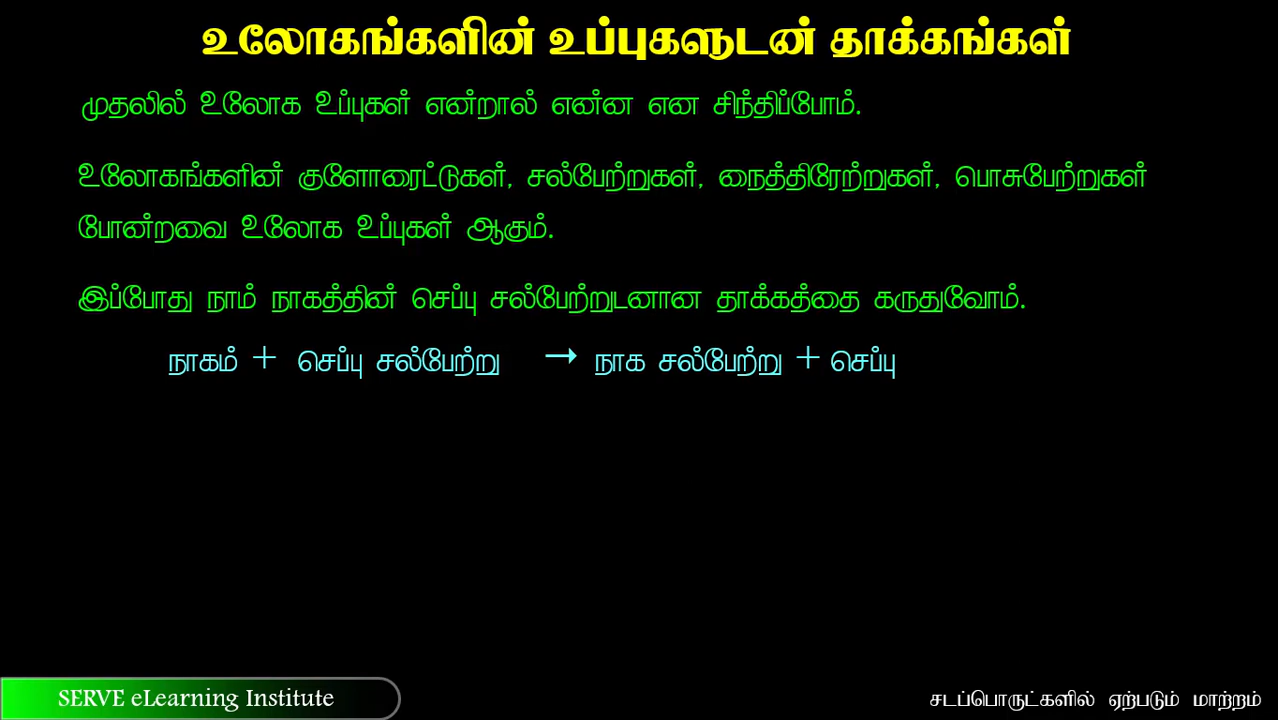 உலோகங்களின் உப்புகளுடன் தாக்கங்கள்
முதலில் உலோக உப்புகள் என்றால் என்ன என சிந்திப்போம்.
உலோகங்களின் குளோரைட்டுகள், சல்பேற்றுகள், நைத்திரேற்றுகள், பொசுபேற்றுகள்
போன்றவை உலோக உப்புகள் ஆகும்.
இப்போது நாம் நாகத்தின் செப்பு சல்பேற்றுடனான தாக்கத்தை கருதுவோம்.
நாகம் + செப்பு சல்பேற்று → நாக சல்பேற்று + செப்பு
SERVE eLearning Institute
சடப்பொருட்களில் ஏற்படும் மாற்றம்